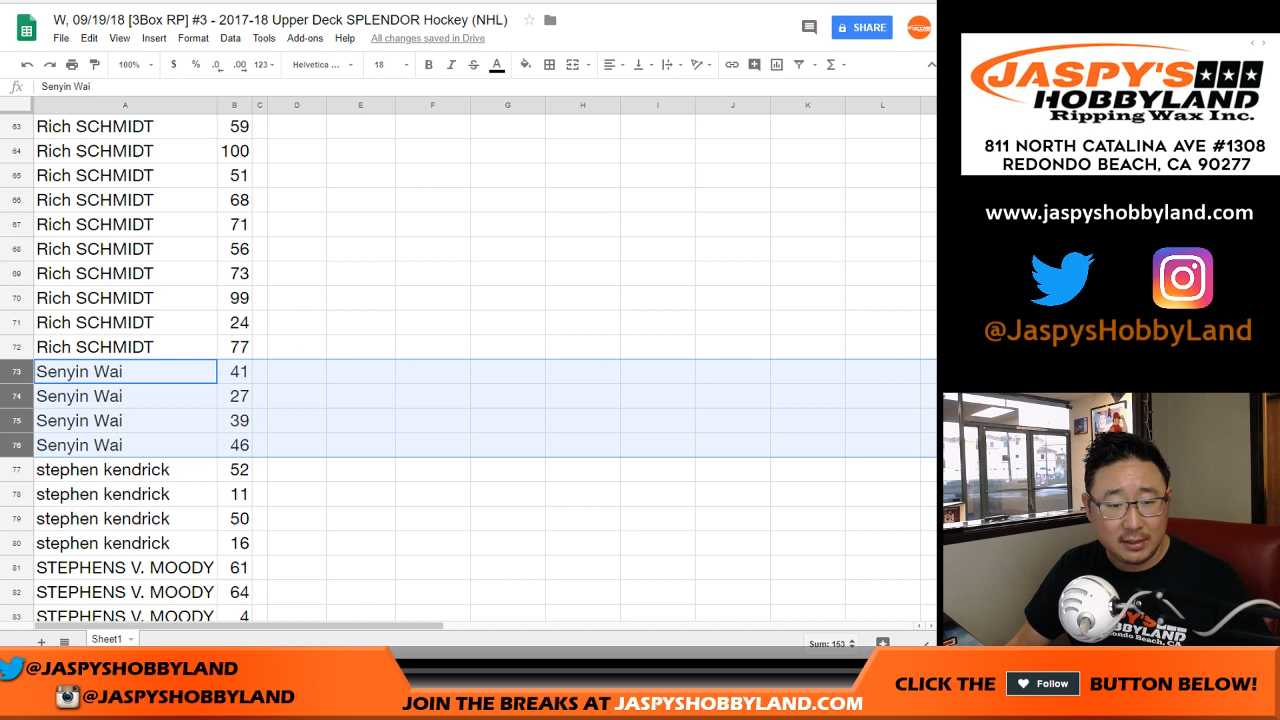 W, 09/19/18 [3Box RP] #3 - 2017-18 Upper Deck SPLENDOR Hockey (NHL)
File Edit View Insert Format Data Tools Add-ons Help All changes saved in Drive
SHARE
100% $ % .0 .00 123 Helvetica ... 18 B I S A
fx Senyin Wai
A B C D E F G H I J K L
63 Rich SCHMIDT 59
64 Rich SCHMIDT 100
65 Rich SCHMIDT 51
66 Rich SCHMIDT 68
67 Rich SCHMIDT 71
68 Rich SCHMIDT 56
69 Rich SCHMIDT 73
70 Rich SCHMIDT 99
71 Rich SCHMIDT 24
72 Rich SCHMIDT 77
73 Senyin Wai 41
74 Senyin Wai 27
75 Senyin Wai 39
76 Senyin Wai 46
77 stephen kendrick 52
78 stephen kendrick 11
79 stephen kendrick 50
80 stephen kendrick 16
81 STEPHENS V. MOODY 61
82 STEPHENS V. MOODY 64
83 STEPHENS V. MOODY 4
Sheet1
Sum: 153
JASPY'S
HOBBYLAND
Ripping Wax Inc.
811 NORTH CATALINA AVE #1308
REDONDO BEACH, CA 90277
www.jaspyshobbyland.com
@JaspysHobbyLand
@JASPYSHOBBYLAND
@JASPYSHOBBYLAND
JOIN THE BREAKS AT JASPYSHOBBYLAND.COM
CLICK THE Follow BUTTON BELOW!